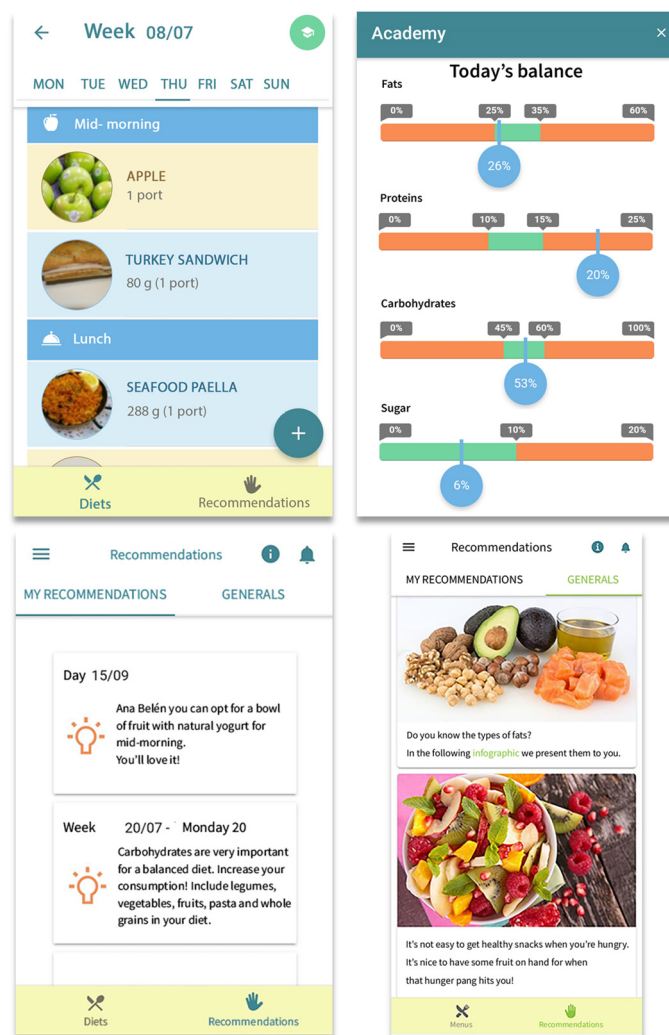 Week 08/07
MON TUE WED THU FRI SAT SUN
Mid- morning
APPLE
1 port
TURKEY SANDWICH
80 g (1 port)
Lunch
SEAFOOD PAELLA
288 g (1 port)
+
Diets
Recommendations
Academy
Today's balance
Fats
0% 25% 35% 60%
26%
Proteins
0% 10% 15% 25%
20%
Carbohydrates
0% 45% 60% 100%
53%
Sugar
0% 10% 20%
6%
Recommendations
MY RECOMMENDATIONS GENERALS
Day 15/09
Ana Belén you can opt for a bowl
of fruit with natural yogurt for
mid-morning.
You'll love it!
Week 20/07 - Monday 20
Carbohydrates are very important
for a balanced diet. Increase your
consumption! Include legumes,
vegetables, fruits, pasta and whole
grains in your diet.
Diets
Recommendations
Recommendations
MY RECOMMENDATIONS GENERALS
Do you know the types of fats?
In the following infographic we present them to you.
It's not easy to get healthy snacks when you're hungry.
It's nice to have some fruit on hand for when
that hunger pang hits you!
Menus
Recommendations